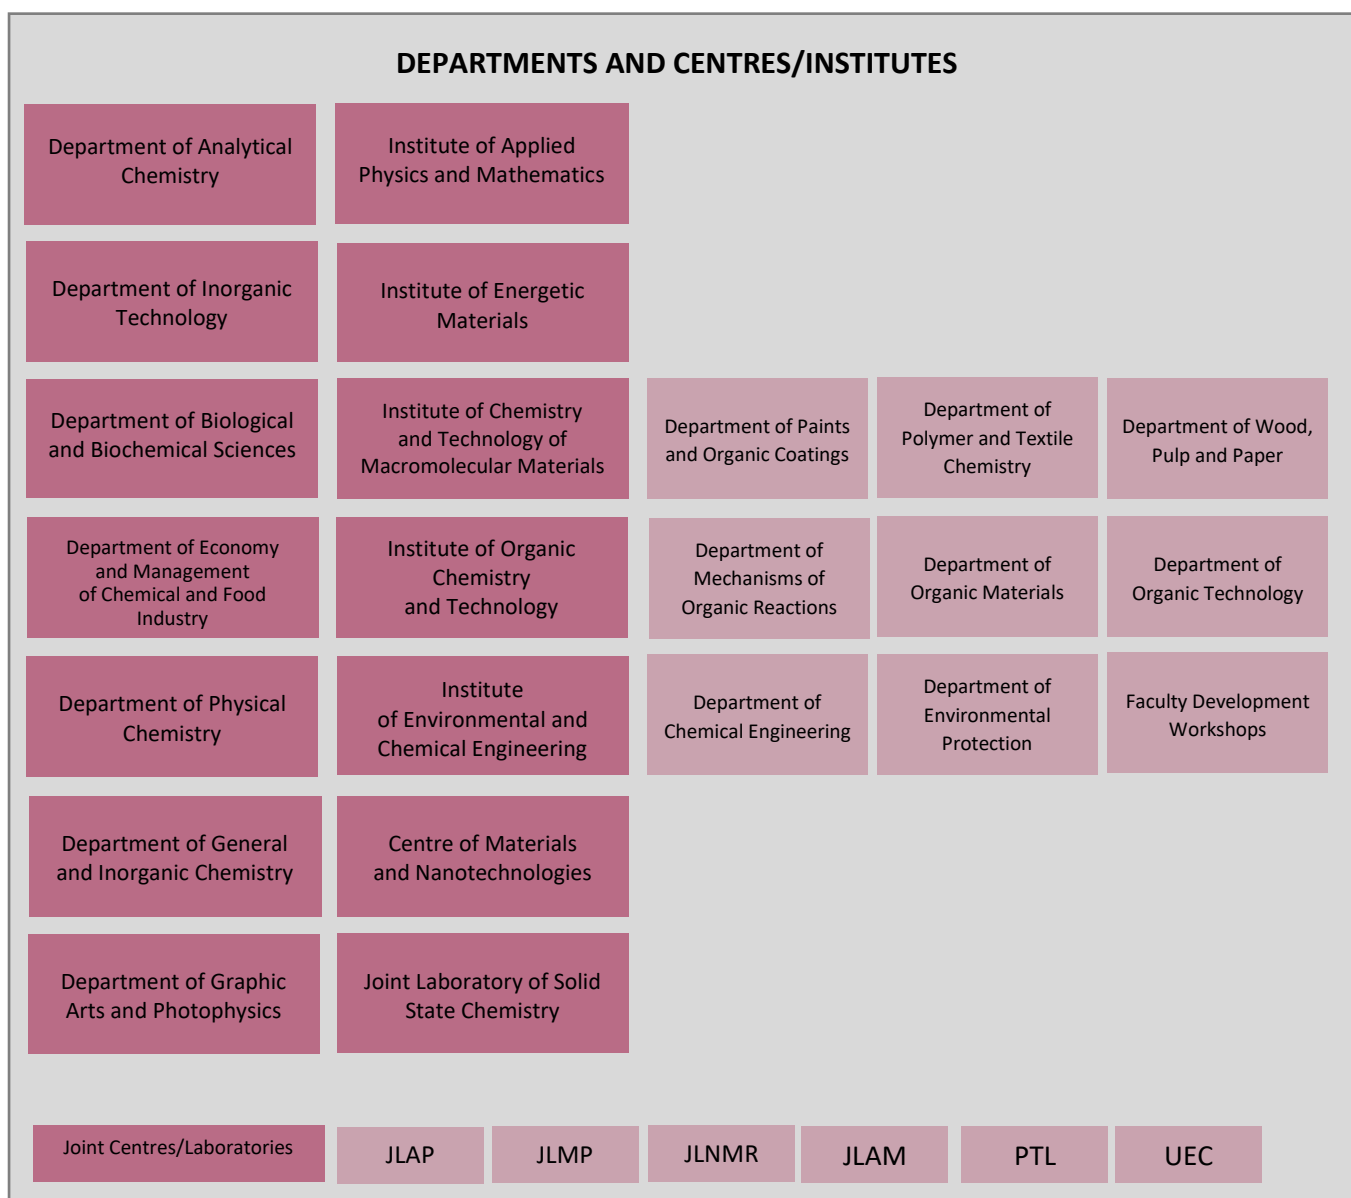 DEPARTMENTS AND CENTRES/INSTITUTES
Department of Analytical
Chemistry
Institute of Applied
Physics and Mathematics
Department of Inorganic
Technology
Institute of Energetic
Materials
Department of Biological
and Biochemical Sciences
Institute of Chemistry
and Technology of
Macromolecular Materials
Department of Paints
and Organic Coatings
Department of
Polymer and Textile
Chemistry
Department of Wood,
Pulp and Paper
Department of Economy
and Management
of Chemical and Food
Industry
Institute of Organic
Chemistry
and Technology
Department of
Mechanisms of
Organic Reactions
Department of
Organic Materials
Department of
Organic Technology
Department of Physical
Chemistry
Institute
of Environmental and
Chemical Engineering
Department of
Chemical Engineering
Department of
Environmental
Protection
Faculty Development
Workshops
Department of General
and Inorganic Chemistry
Centre of Materials
and Nanotechnologies
Department of Graphic
Arts and Photophysics
Joint Laboratory of Solid
State Chemistry
Joint Centres/Laboratories
JLAP
JLMP
JLNMR
JLAM
PTL
UEC